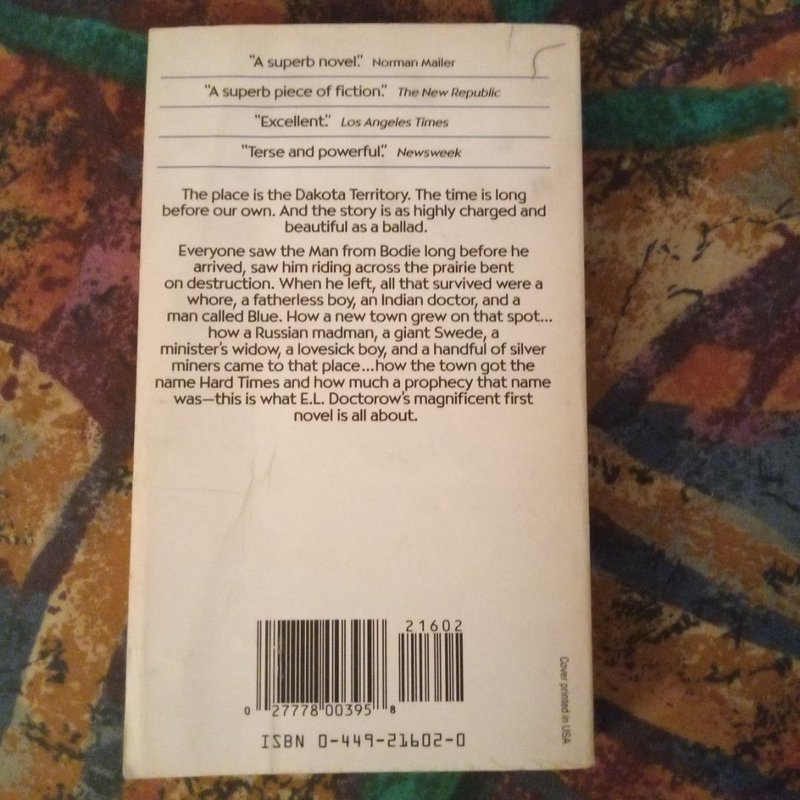 "A superb novel." Norman Mailer
"A superb piece of fiction." The New Republic
"Excellent." Los Angeles Times
"Terse and powerful." Newsweek
The place is the Dakota Territory. The time is long
before our own. And the story is as highly charged and
beautiful as a ballad.
Everyone saw the Man from Bodie long before he
arrived, saw him riding across the prairie bent
on destruction. When he left, all that survived were a
whore, a fatherless boy, an Indian doctor, and a
man called Blue. How a new town grew on that spot...
how a Russian madman, a giant Swede, a
minister's widow, a lovesick boy, and a handful of silver
miners came to that place...how the town got the
name Hard Times and how much a prophecy that name
was—this is what E.L. Doctorow's magnificent first
novel is all about.
21602
0 27778 00395 8
ISBN 0-449-21602-0
Cover printed in USA